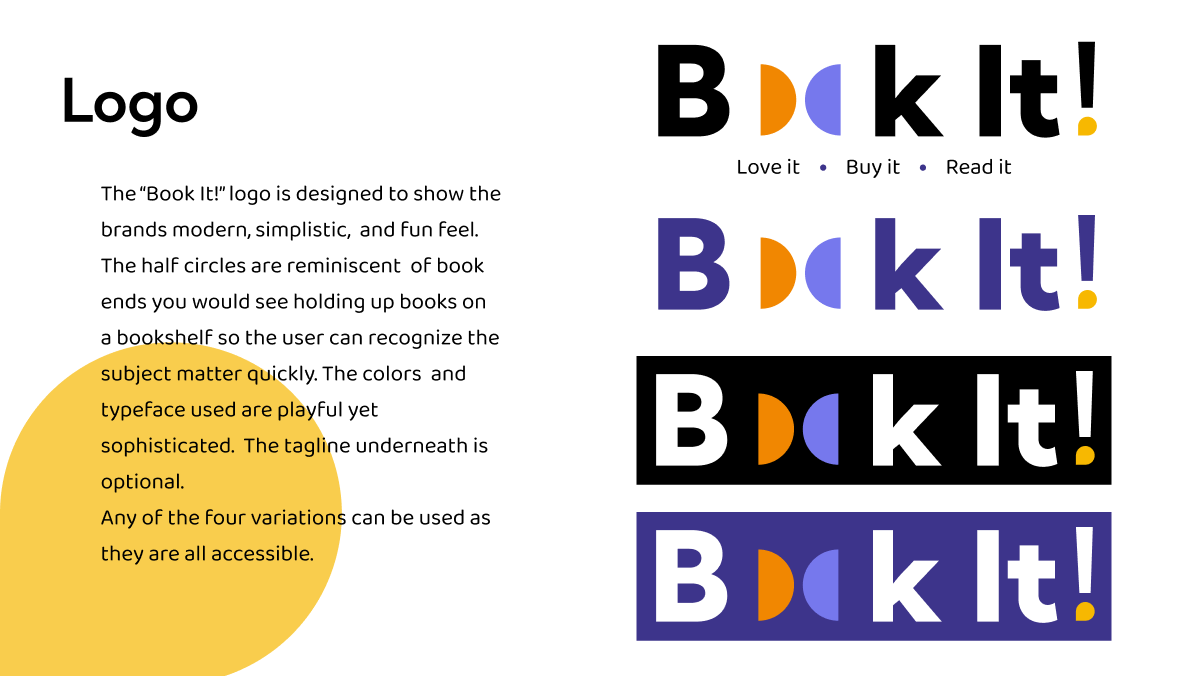 Logo
The “Book It!” logo is designed to show the
brands modern, simplistic,  and fun feel.
The half circles are reminiscent  of book
ends you would see holding up books on
a bookshelf so the user can recognize the
subject matter quickly. The colors  and
typeface used are playful yet
sophisticated.  The tagline underneath is
optional.
Any of the four variations can be used as
they are all accessible.
Book It!
Love it • Buy it • Read it
Book It!
Book It!
Book It!